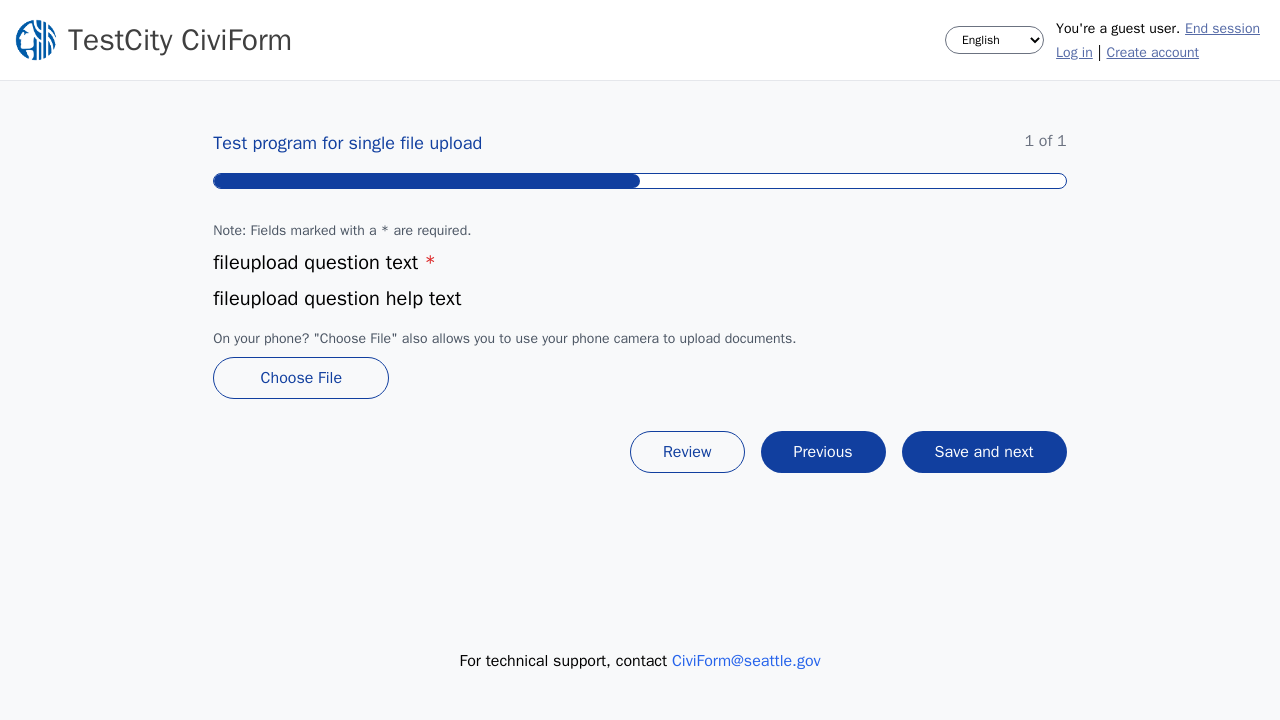 TestCity CiviForm
English
You're a guest user. End session
Log in | Create account
Test program for single file upload
1 of 1
Note: Fields marked with a * are required.
fileupload question text *
fileupload question help text
On your phone? "Choose File" also allows you to use your phone camera to upload documents.
Choose File
Review
Previous
Save and next
For technical support, contact CiviForm@seattle.gov